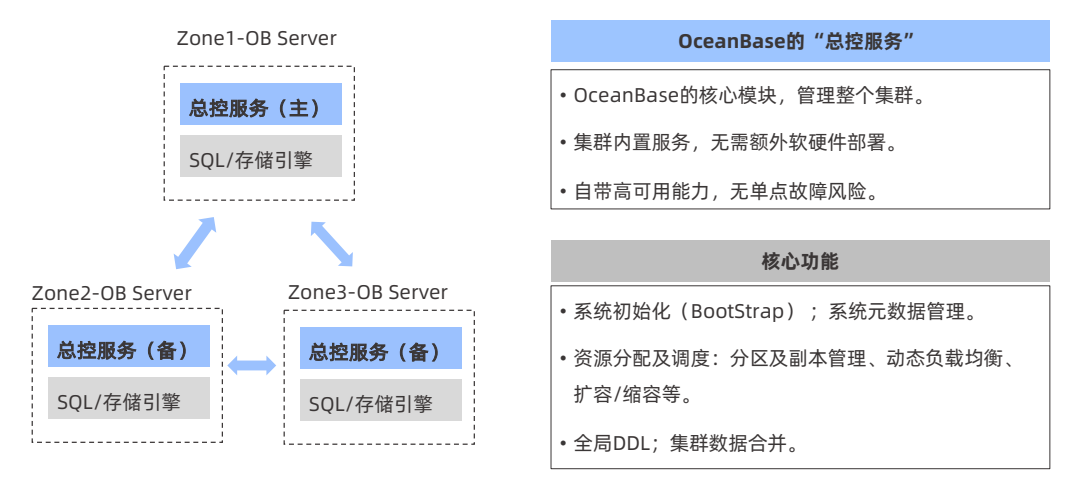 Zone1-OB Server
总控服务（主）
SQL/存储引擎
Zone2-OB Server
总控服务（备）
SQL/存储引擎
Zone3-OB Server
总控服务（备）
SQL/存储引擎
OceanBase的“总控服务”
• OceanBase的核心模块，管理整个集群。
• 集群内置服务，无需额外软硬件部署。
• 自带高可用能力，无单点故障风险。
核心功能
• 系统初始化（BootStrap）；系统元数据管理。
• 资源分配及调度：分区及副本管理、动态负载均衡、
扩容/缩容等。
• 全局DDL；集群数据合并。